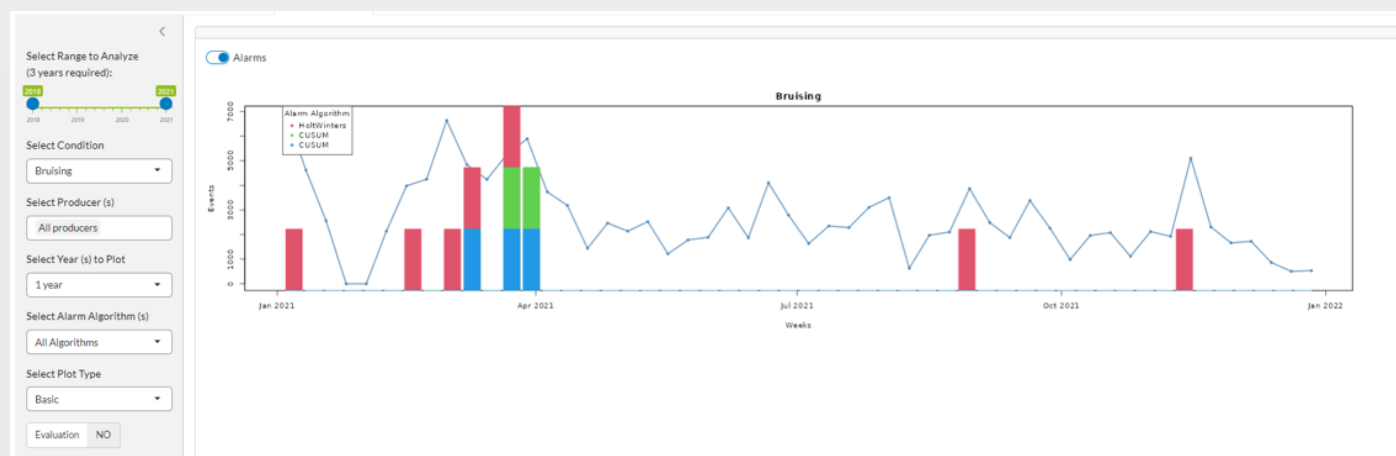 Select Range to Analyze
(3 years required):
2018
2021
2018
2019
2020
2021
Select Condition
Bruising
Select Producer (s)
All producers
Select Year (s) to Plot
1 year
Select Alarm Algorithm (s)
All Algorithms
Select Plot Type
Basic
Evaluation NO
Alarms
Bruising
Alarm Algorithm
HoltWinters
CUSUM
CUSUM
Events
7000
5000
3000
1000
0
Jan 2021
Apr 2021
Jul 2021
Oct 2021
Jan 2022
Weeks